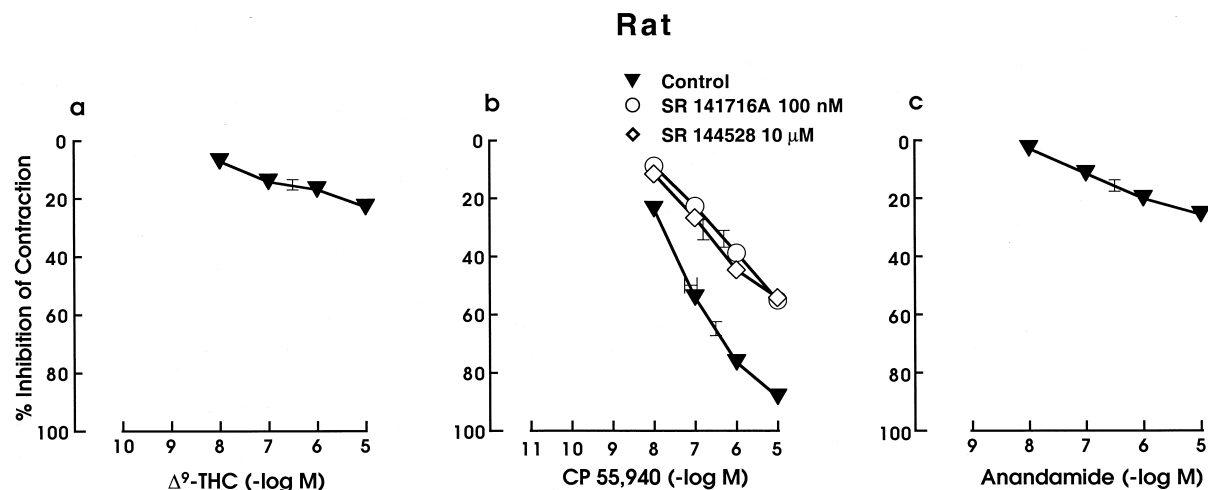 Rat
Control
SR 141716A 100 nM
SR 144528 10 μM
a
b
c
% Inhibition of Contraction
0
20
40
60
80
100
10 9 8 7 6 5
Δ⁹-THC (-log M)
0
20
40
60
80
100
11 10 9 8 7 6 5
CP 55,940 (-log M)
0
20
40
60
80
100
9 8 7 6 5
Anandamide (-log M)